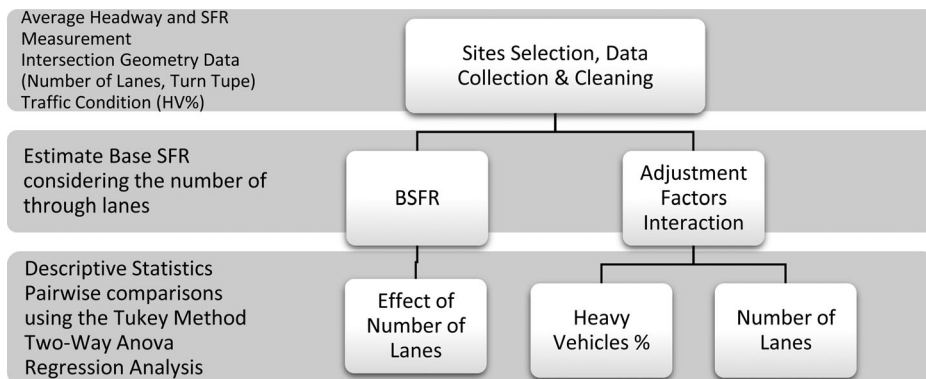 Average Headway and SFR
Measurement
Intersection Geometry Data
(Number of Lanes, Turn Tupe)
Traffic Condition (HV%)
Sites Selection, Data
Collection & Cleaning
Estimate Base SFR
considering the number of
through lanes
BSFR
Adjustment
Factors
Interaction
Descriptive Statistics
Pairwise comparisons
using the Tukey Method
Two-Way Anova
Regression Analysis
Effect of
Number of
Lanes
Heavy
Vehicles %
Number of
Lanes